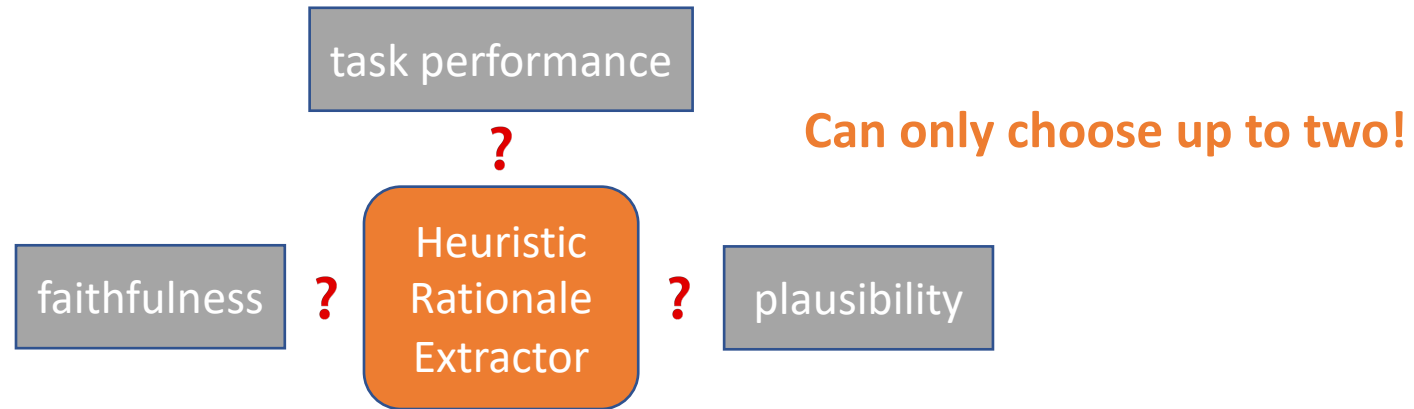 task performance
Can only choose up to two!
?
Heuristic
Rationale
Extractor
faithfulness
?
?
plausibility